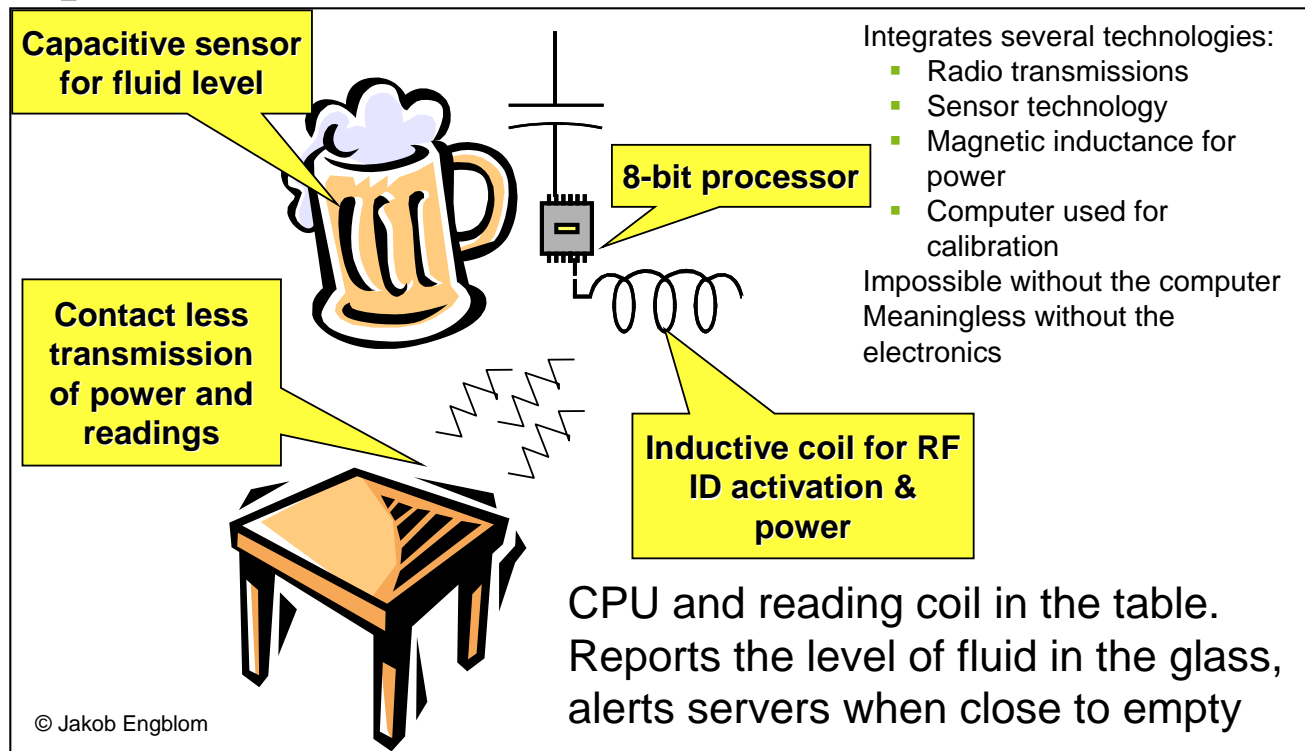 Capacitive sensor
for fluid level
8-bit processor
Integrates several technologies:
▪ Radio transmissions
▪ Sensor technology
▪ Magnetic inductance for
power
▪ Computer used for
calibration
Impossible without the computer
Meaningless without the
electronics
Contact less
transmission
of power and
readings
Inductive coil for RF
ID activation &
power
CPU and reading coil in the table.
Reports the level of fluid in the glass,
alerts servers when close to empty
© Jakob Engblom